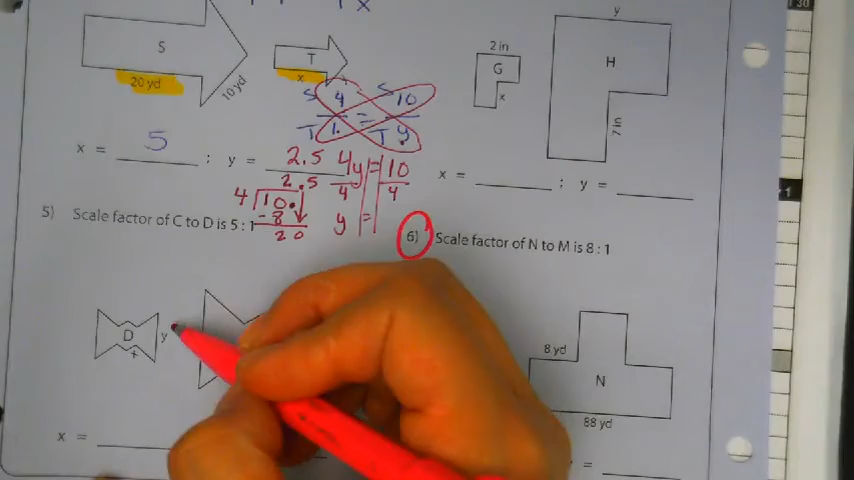 x
y
S
T
20 yd
x
10 yd
2 in
G
x
H
7 in
S 4 = S 10
T 1 T y
x = 5 ; y = 2.5
4y = 10
4 4
y =
2.5
4 10.
-8
20
x = ; y =
5) Scale factor of C to D is 5 : 1
6) Scale factor of N to M is 8 : 1
D
y
x
8 yd
N
88 yd
x =
=